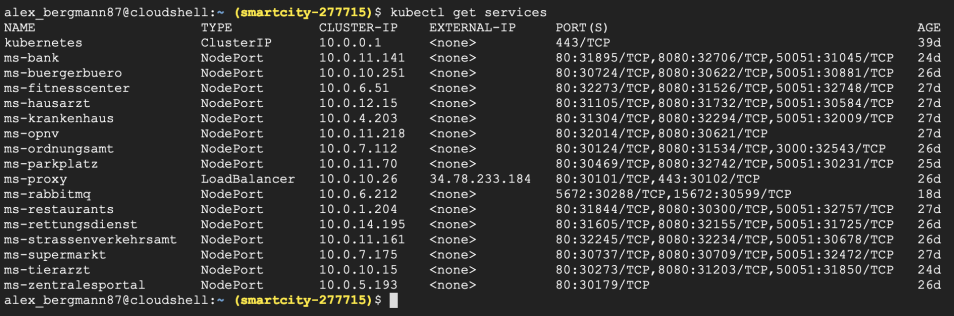 alex_bergmann87@cloudshell:~ (smartcity-277715)$ kubectl get services
NAME TYPE CLUSTER-IP EXTERNAL-IP PORT(S) AGE
kubernetes ClusterIP 10.0.0.1 <none> 443/TCP 39d
ms-bank NodePort 10.0.11.141 <none> 80:31895/TCP,8080:32706/TCP,50051:31045/TCP 24d
ms-buergerbuero NodePort 10.0.10.251 <none> 80:30724/TCP,8080:30622/TCP,50051:30881/TCP 26d
ms-fitnesscenter NodePort 10.0.6.51 <none> 80:32273/TCP,8080:31526/TCP,50051:32748/TCP 27d
ms-hausarzt NodePort 10.0.12.15 <none> 80:31105/TCP,8080:31732/TCP,50051:30584/TCP 27d
ms-krankenhaus NodePort 10.0.4.203 <none> 80:31304/TCP,8080:32294/TCP,50051:32009/TCP 27d
ms-opnv NodePort 10.0.11.218 <none> 80:32014/TCP,8080:30621/TCP 27d
ms-ordnungsamt NodePort 10.0.7.112 <none> 80:30124/TCP,8080:31534/TCP,3000:32543/TCP 26d
ms-parkplatz NodePort 10.0.11.70 <none> 80:30469/TCP,8080:32742/TCP,50051:30231/TCP 25d
ms-proxy LoadBalancer 10.0.10.26 34.78.233.184 80:30101/TCP,443:30102/TCP 26d
ms-rabbitmq NodePort 10.0.6.212 <none> 5672:30288/TCP,15672:30599/TCP 18d
ms-restaurants NodePort 10.0.1.204 <none> 80:31844/TCP,8080:30300/TCP,50051:32757/TCP 27d
ms-rettungsdienst NodePort 10.0.14.195 <none> 80:31605/TCP,8080:32155/TCP,50051:31725/TCP 26d
ms-strassenverkehrsamt NodePort 10.0.11.161 <none> 80:32245/TCP,8080:32234/TCP,50051:30678/TCP 26d
ms-supermarkt NodePort 10.0.7.175 <none> 80:30737/TCP,8080:30709/TCP,50051:32472/TCP 27d
ms-tierarzt NodePort 10.0.10.15 <none> 80:30273/TCP,8080:31203/TCP,50051:31850/TCP 24d
ms-zentralesportal NodePort 10.0.5.193 <none> 80:30179/TCP 26d
alex_bergmann87@cloudshell:~ (smartcity-277715)$